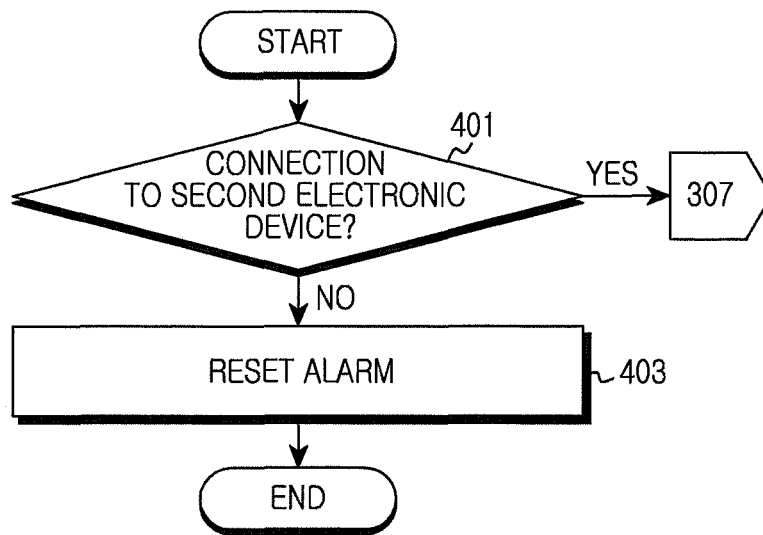 START
401
CONNECTION
TO SECOND ELECTRONIC
DEVICE?
YES
307
NO
RESET ALARM
403
END